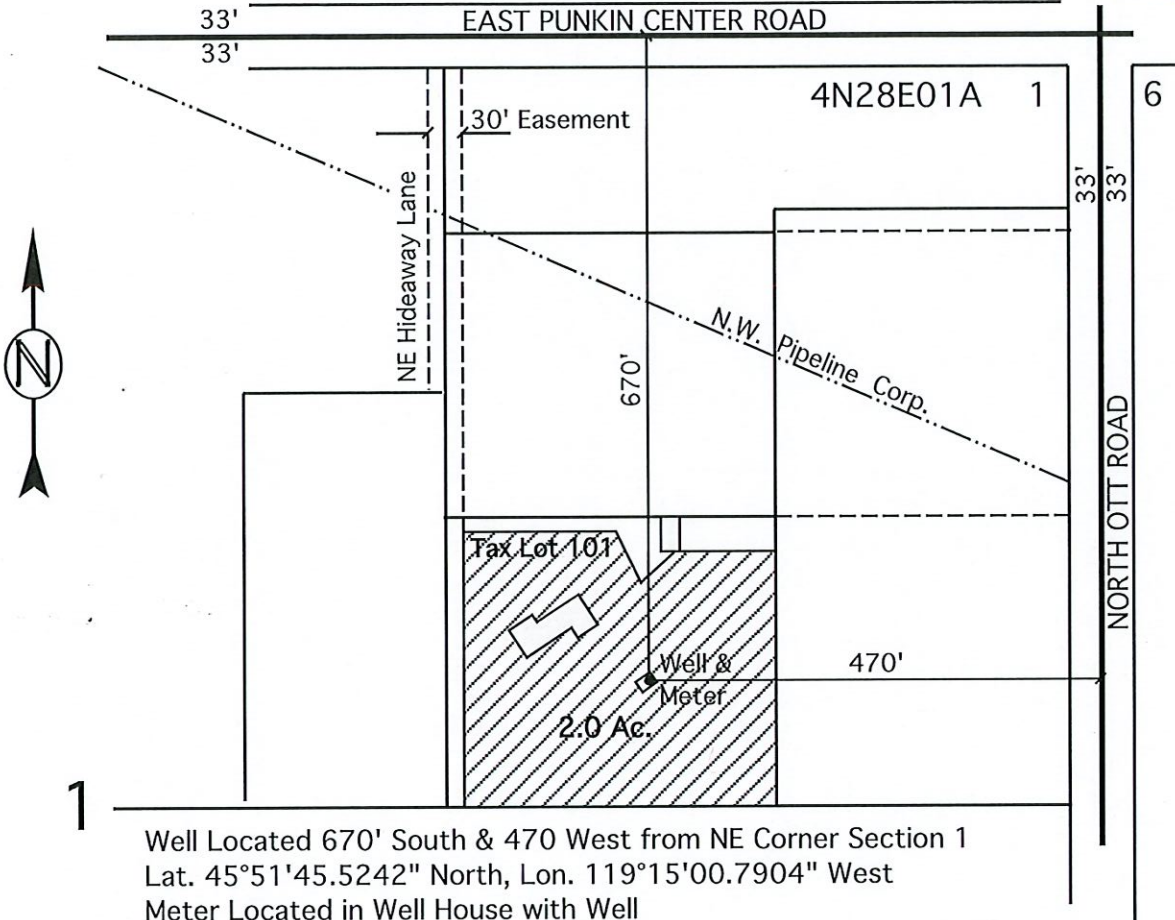 33'
EAST PUNKIN CENTER ROAD
33'
4N28E01A 1
6
30' Easement
NE Hideaway Lane
33'
33'
N
N.W. Pipeline Corp.
670'
NORTH OTT ROAD
Tax Lot 101
Well &
Meter
470'
2.0 Ac.
1
Well Located 670' South & 470 West from NE Corner Section 1
Lat. 45°51'45.5242" North, Lon. 119°15'00.7904" West
Meter Located in Well House with Well